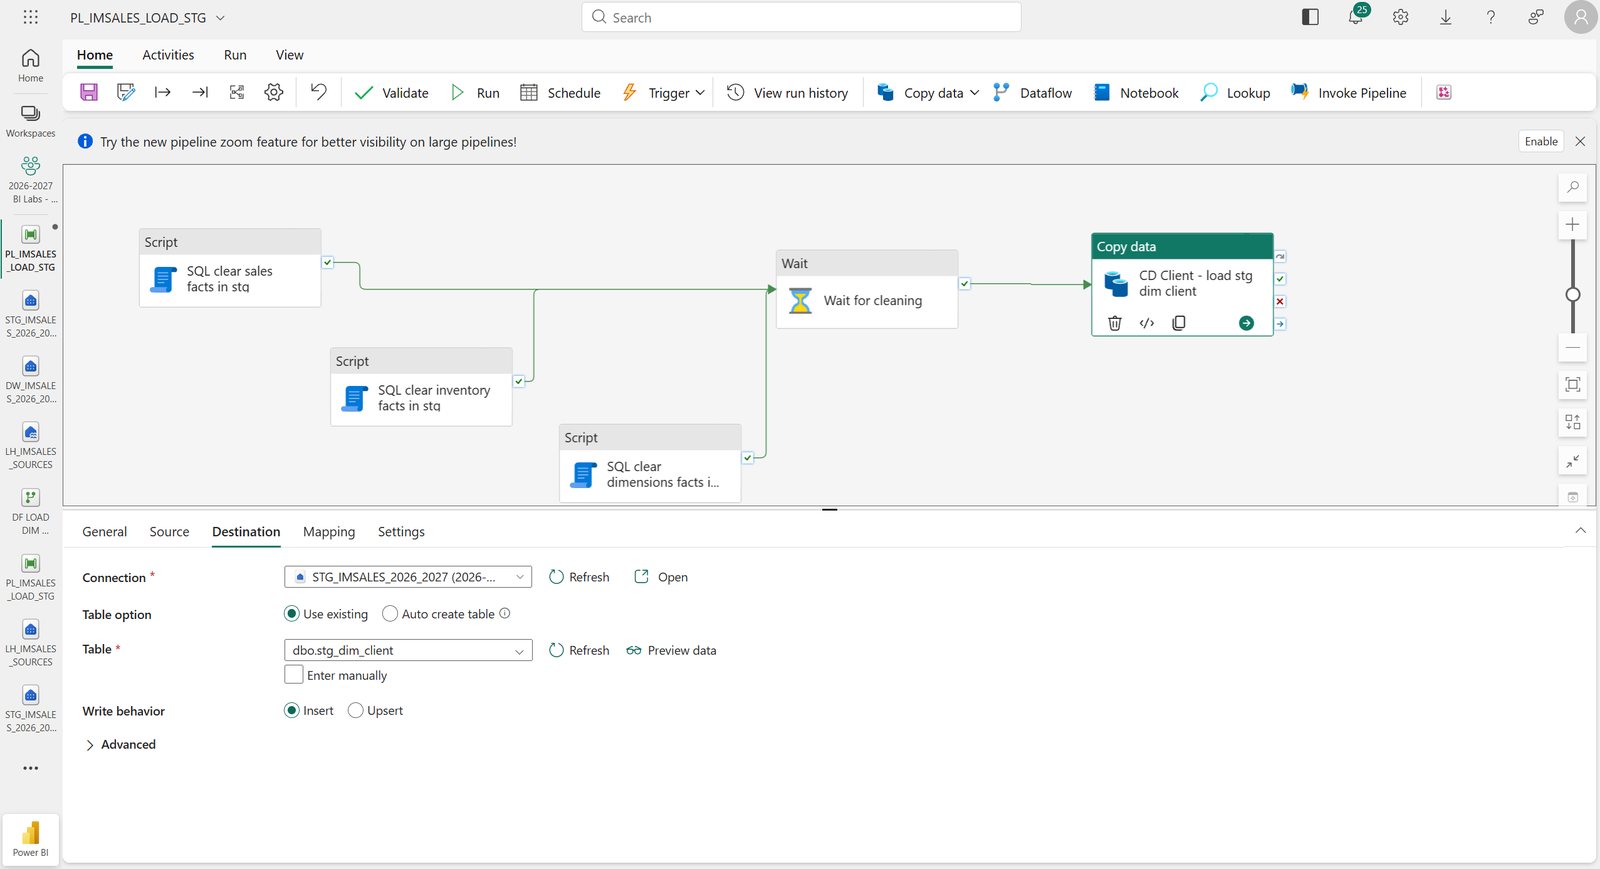 PL_IMSALES_LOAD_STG
Search
25
Home
Activities
Run
View
Validate
Run
Schedule
Trigger
View run history
Copy data
Dataflow
Notebook
Lookup
Invoke Pipeline
Try the new pipeline zoom feature for better visibility on large pipelines!
Enable
Home
Workspaces
2026-2027
BI Labs - ...
PL_IMSALES
_LOAD_STG
STG_IMSALE
S_2026_20...
DW_IMSALE
S_2026_20...
LH_IMSALES
_SOURCES
DF LOAD
DIM ...
PL_IMSALES
_LOAD_STG
LH_IMSALES
_SOURCES
STG_IMSALE
S_2026_20...
Power BI
Script
SQL clear sales
facts in stg
Script
SQL clear inventory
facts in stg
Script
SQL clear
dimensions facts i...
Wait
Wait for cleaning
Copy data
CD Client - load stg
dim client
General
Source
Destination
Mapping
Settings
Connection *
STG_IMSALES_2026_2027 (2026-...
Refresh
Open
Table option
Use existing
Auto create table
Table *
dbo.stg_dim_client
Refresh
Preview data
Enter manually
Write behavior
Insert
Upsert
Advanced